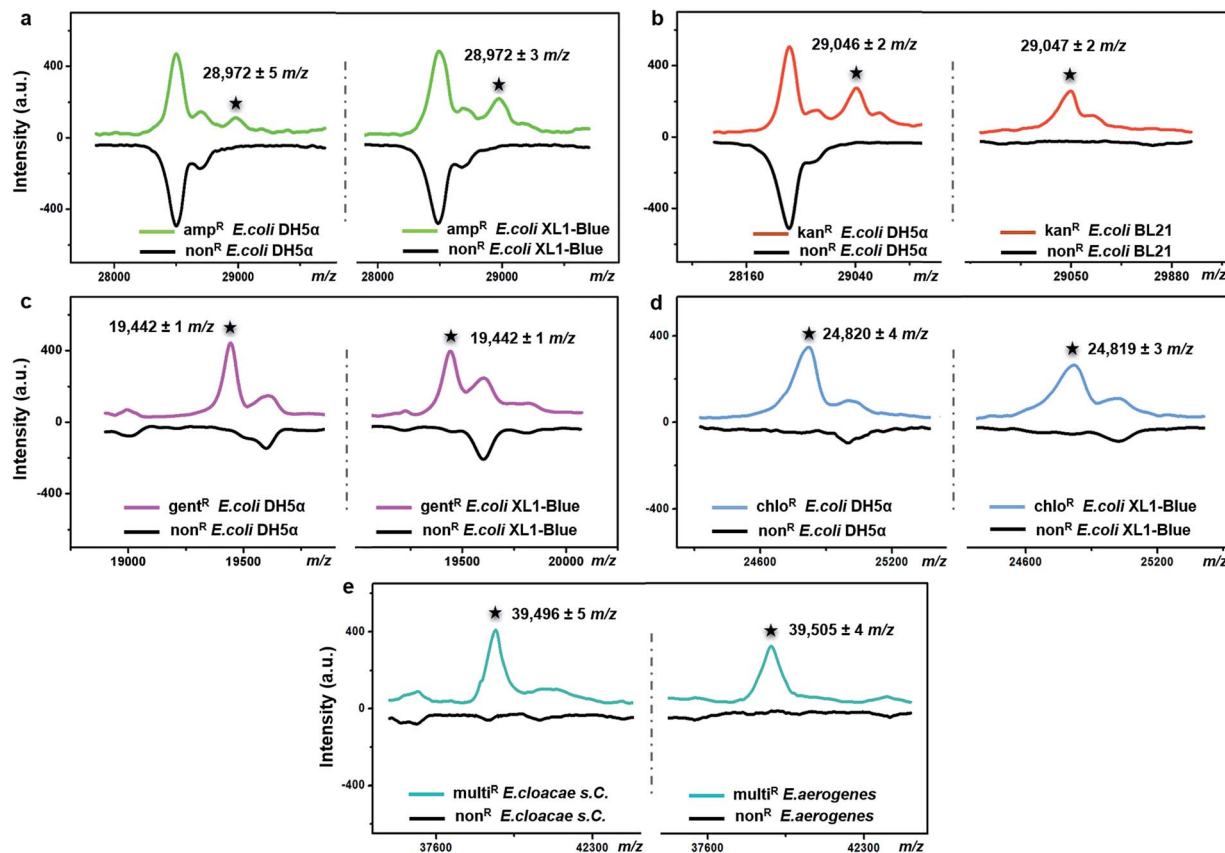 a
Intensity (a.u.)
400
0
-400
28,972 ± 5 m/z
28,972 ± 3 m/z
ampR E.coli DH5α
nonR E.coli DH5α
ampR E.coli XL1-Blue
nonR E.coli XL1-Blue
28000 29000 m/z 28000 29000 m/z
b
400
0
-400
29,046 ± 2 m/z
29,047 ± 2 m/z
kanR E.coli DH5α
nonR E.coli DH5α
kanR E.coli BL21
nonR E.coli BL21
28160 29040 m/z 29050 29880 m/z
c
Intensity (a.u.)
400
0
-400
19,442 ± 1 m/z
19,442 ± 1 m/z
gentR E.coli DH5α
nonR E.coli DH5α
gentR E.coli XL1-Blue
nonR E.coli XL1-Blue
19000 19500 m/z 19500 20000 m/z
d
400
0
-400
24,820 ± 4 m/z
24,819 ± 3 m/z
chloR E.coli DH5α
nonR E.coli DH5α
chloR E.coli XL1-Blue
nonR E.coli XL1-Blue
24600 25200 m/z 24600 25200 m/z
e
Intensity (a.u.)
400
0
-400
39,496 ± 5 m/z
39,505 ± 4 m/z
multiR E.cloacae s.C.
nonR E.cloacae s.C.
multiR E.aerogenes
nonR E.aerogenes
37600 42300 m/z 37600 42300 m/z